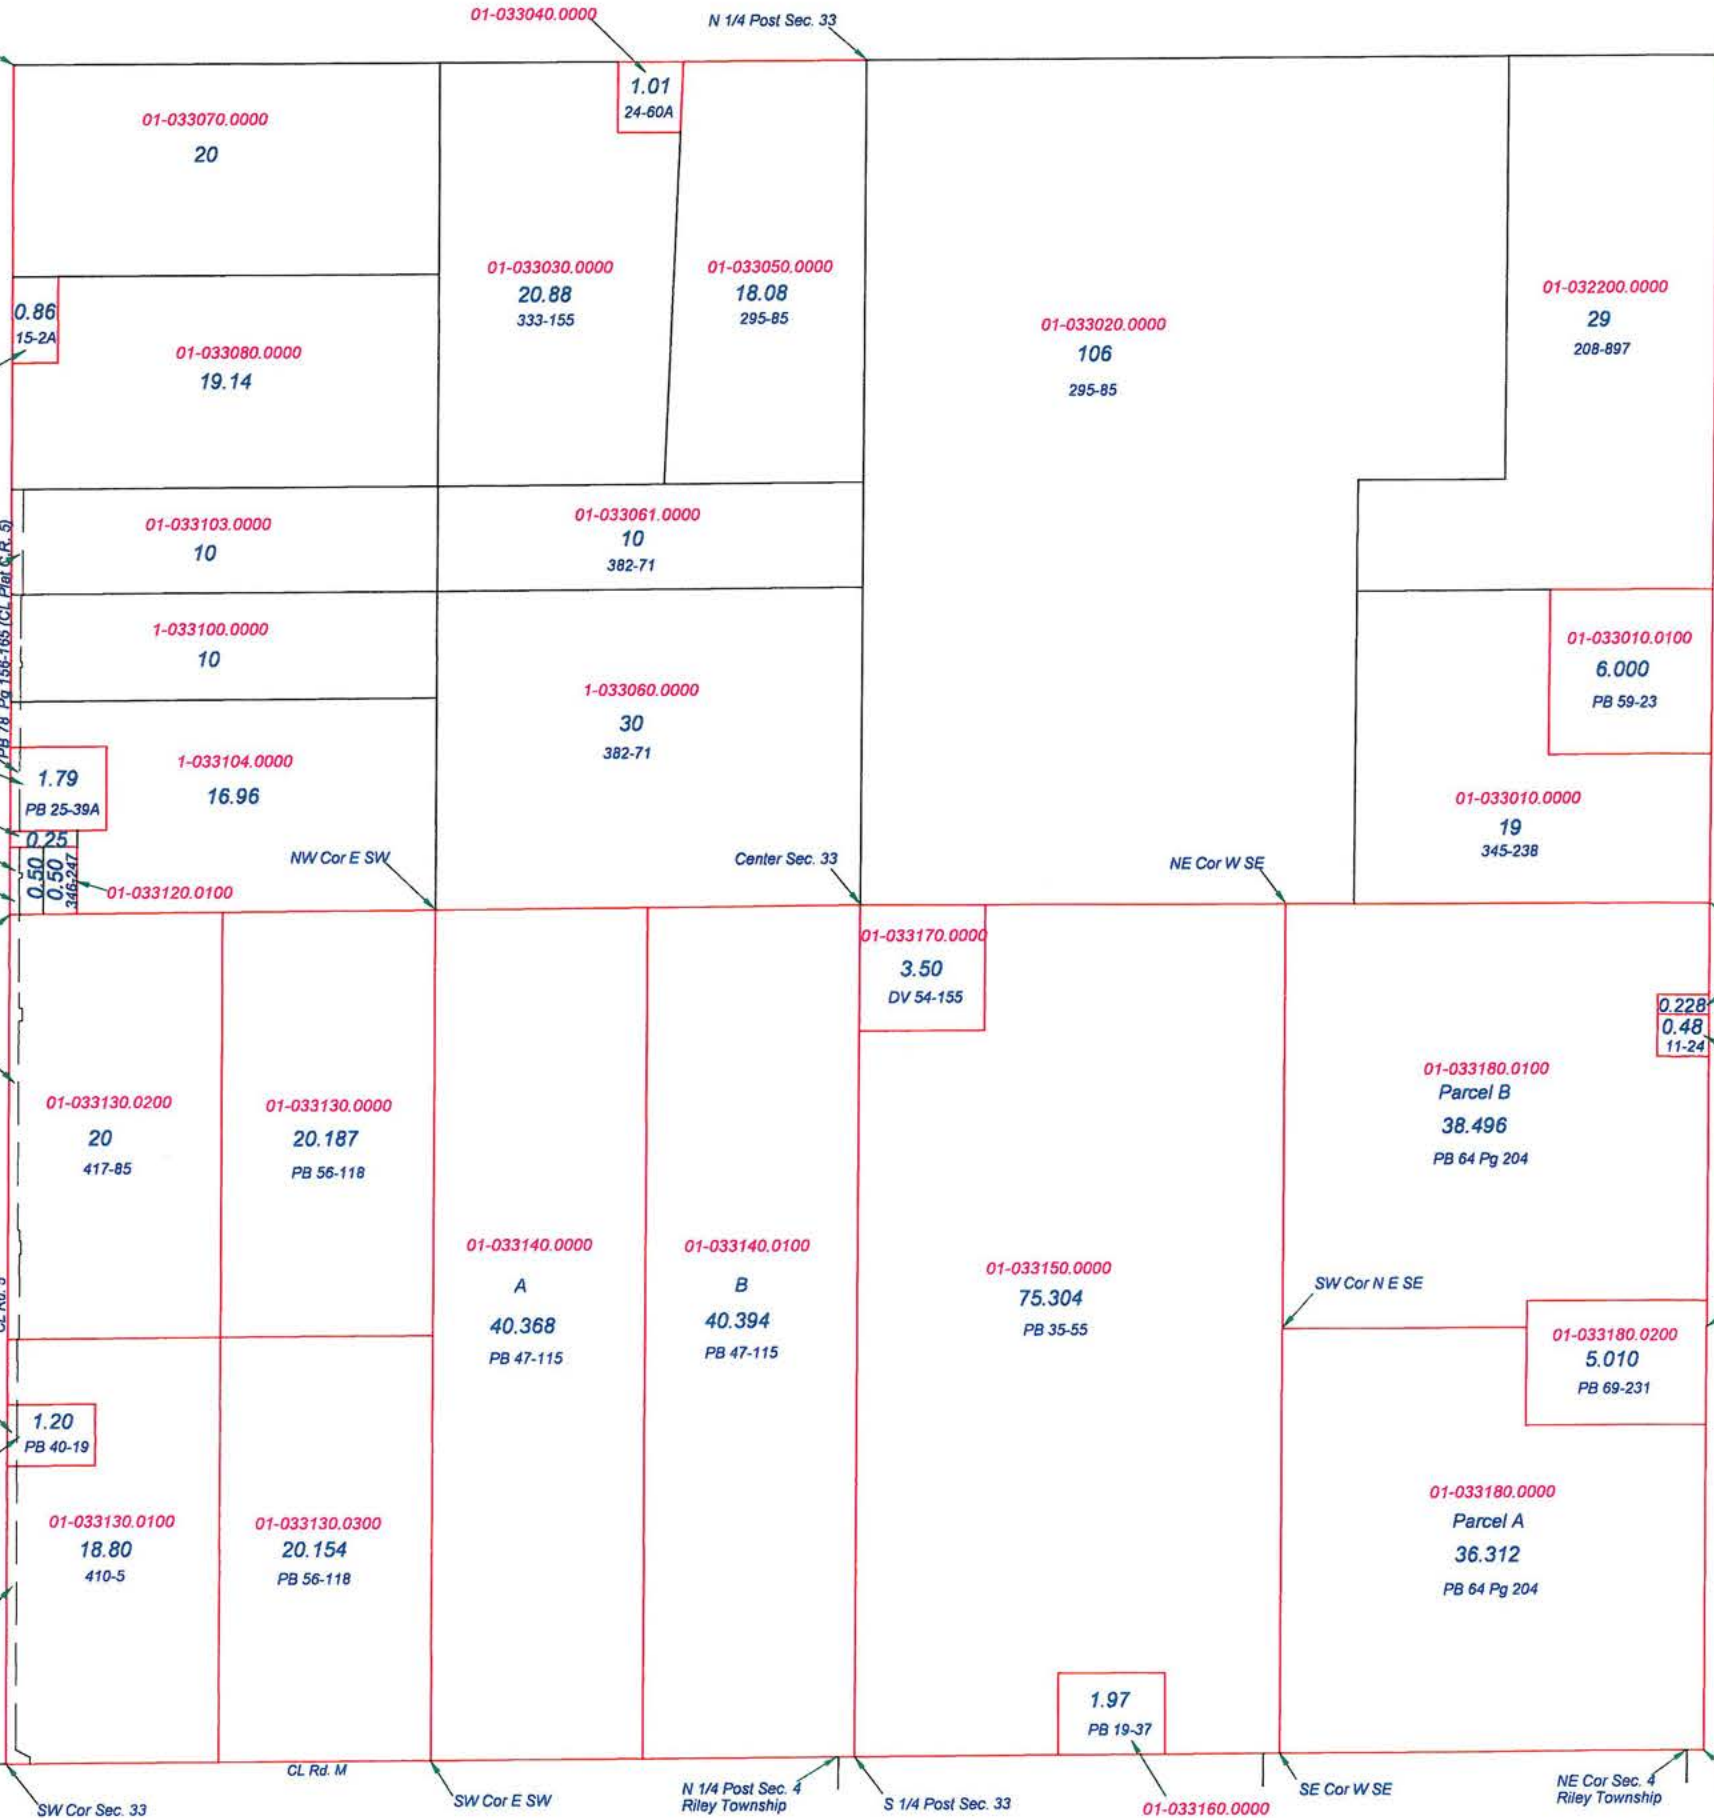 01-033040.0000
N 1/4 Post Sec. 33
1.01
24-60A
01-033070.0000
20
01-033030.0000
20.88
333-155
01-033050.0000
18.08
295-85
01-033020.0000
106
295-85
01-032200.0000
29
208-897
0.86
15-2A
01-033080.0000
19.14
01-033103.0000
10
01-033061.0000
10
382-71
PB 78 Pg 156-165 (CL Plat C.R. 5)
1-033100.0000
10
1-033060.0000
30
382-71
01-033010.0100
6.000
PB 59-23
1-033104.0000
16.96
1.79
PB 25-39A
0.25
0.50
0.50
346-247
01-033120.0100
01-033010.0000
19
345-238
NW Cor E SW
Center Sec. 33
NE Cor W SE
01-033170.0000
3.50
DV 54-155
0.228
0.48
11-24
01-033180.0100
Parcel B
38.496
PB 64 Pg 204
01-033130.0200
20
417-85
01-033130.0000
20.187
PB 56-118
01-033140.0000
A
40.368
PB 47-115
01-033140.0100
B
40.394
PB 47-115
01-033150.0000
75.304
PB 35-55
SW Cor N E SE
01-033180.0200
5.010
PB 69-231
CL Rd. 5
1.20
PB 40-19
01-033130.0100
18.80
410-5
01-033130.0300
20.154
PB 56-118
01-033180.0000
Parcel A
36.312
PB 64 Pg 204
1.97
PB 19-37
CL Rd. M
SW Cor Sec. 33
SW Cor E SW
N 1/4 Post Sec. 4
Riley Township
S 1/4 Post Sec. 33
01-033160.0000
SE Cor W SE
NE Cor Sec. 4
Riley Township